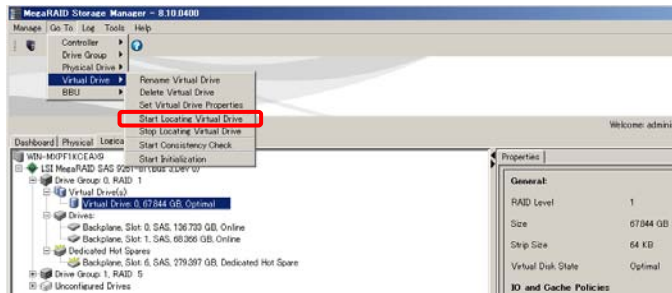 MegaRAID Storage Manager - 8.10.0400
Manage Go To Log Tools Help
Controller
Drive Group
Physical Drive
Virtual Drive
BBU
Rename Virtual Drive
Delete Virtual Drive
Set Virtual Drive Properties
Start Locating Virtual Drive
Stop Locating Virtual Drive
Start Consistency Check
Start Initialization
Welcome: admini
Dashboard Physical Logica
LSI MegaRAID SAS
Drive Group: 0, RAID 1
Virtual Drive(s)
Virtual Drive: 0, 67.844 GB, Optimal
Drives:
Backplane, Slot: 0, SAS, 136.733 GB, Online
Backplane, Slot: 1, SAS, 68.366 GB, Online
Dedicated Hot Spares
Backplane, Slot: 6, SAS, 279.397 GB, Dedicated Hot Spare
Drive Group: 1, RAID 5
Unconfigured Drives
Properties
General:
RAID Level 1
Size 67.844 GB
Strip Size 64 KB
Virtual Disk State Optimal
IO and Cache Policies